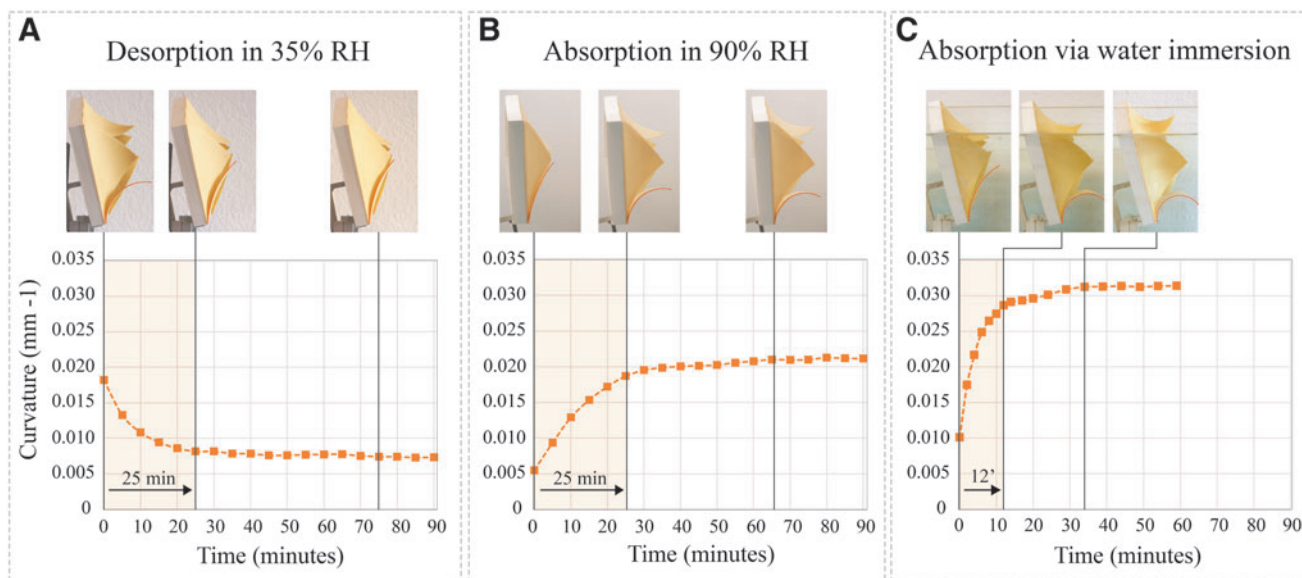 A
Desorption in 35% RH
B
Absorption in 90% RH
C
Absorption via water immersion
Curvature (mm -1)
0.035
0.030
0.025
0.020
0.015
0.010
0.005
0
25 min
0 10 20 30 40 50 60 70 80 90
Time (minutes)
0.035
0.030
0.025
0.020
0.015
0.010
0.005
0
25 min
0 10 20 30 40 50 60 70 80 90
Time (minutes)
0.035
0.030
0.025
0.020
0.015
0.010
0.005
0
12'
0 10 20 30 40 50 60 70 80 90
Time (minutes)